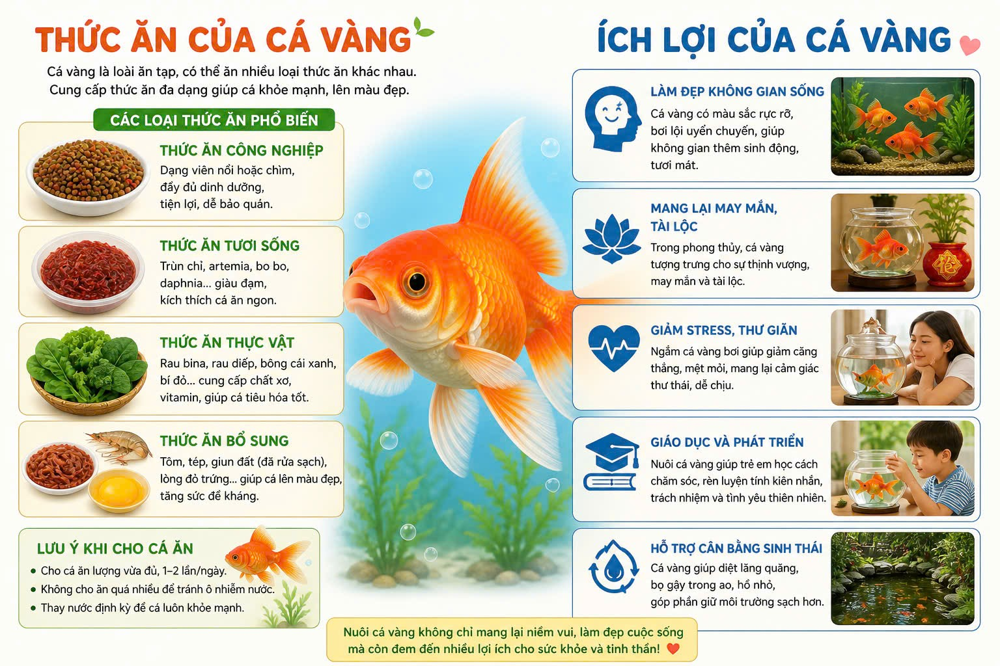 THỨC ĂN CỦA CÁ VÀNG
Cá vàng là loài ăn tạp, có thể ăn nhiều loại thức ăn khác nhau.
Cung cấp thức ăn đa dạng giúp cá khỏe mạnh, lên màu đẹp.
CÁC LOẠI THỨC ĂN PHỔ BIẾN
THỨC ĂN CÔNG NGHIỆP
Dạng viên nổi hoặc chìm,
đầy đủ dinh dưỡng,
tiện lợi, dễ bảo quản.
THỨC ĂN TƯƠI SỐNG
Trùn chỉ, artemia, bo bo,
daphnia... giàu đạm,
kích thích cá ăn ngon.
THỨC ĂN THỰC VẬT
Rau bina, rau diếp, bông cải xanh,
bí đỏ... cung cấp chất xơ,
vitamin, giúp cá tiêu hóa tốt.
THỨC ĂN BỔ SUNG
Tôm, tép, giun đất (đã rửa sạch),
lòng đỏ trứng... giúp cá lên màu đẹp,
tăng sức đề kháng.
LƯU Ý KHI CHO CÁ ĂN
• Cho cá ăn lượng vừa đủ, 1–2 lần/ngày.
• Không cho ăn quá nhiều để tránh ô nhiễm nước.
• Thay nước định kỳ để cá luôn khỏe mạnh.
ÍCH LỢI CỦA CÁ VÀNG
LÀM ĐẸP KHÔNG GIAN SỐNG
Cá vàng có màu sắc rực rỡ,
bơi lội uyển chuyến, giúp
không gian thêm sinh động,
tươi mát.
MANG LẠI MAY MẮN,
TÀI LỘC
Trong phong thủy, cá vàng
tượng trưng cho sự thịnh vượng,
may mắn và tài lộc.
GIẢM STRESS, THƯ GIÃN
Ngắm cá vàng bơi giúp giảm căng
thẳng, mệt mỏi, mang lại cảm giác
thư thái, dễ chịu.
GIÁO DỤC VÀ PHÁT TRIỂN
Nuôi cá vàng giúp trẻ em học cách
chăm sóc, rèn luyện tính kiên nhẫn,
trách nhiệm và tình yêu thiên nhiên.
HỖ TRỢ CÂN BẰNG SINH THÁI
Cá vàng giúp diệt lăng quăng,
bọ gậy trong ao, hồ nhỏ,
góp phần giữ môi trường sạch hơn.
Nuôi cá vàng không chỉ mang lại niềm vui, làm đẹp cuộc sống
mà còn đem đến nhiều lợi ích cho sức khỏe và tinh thần!